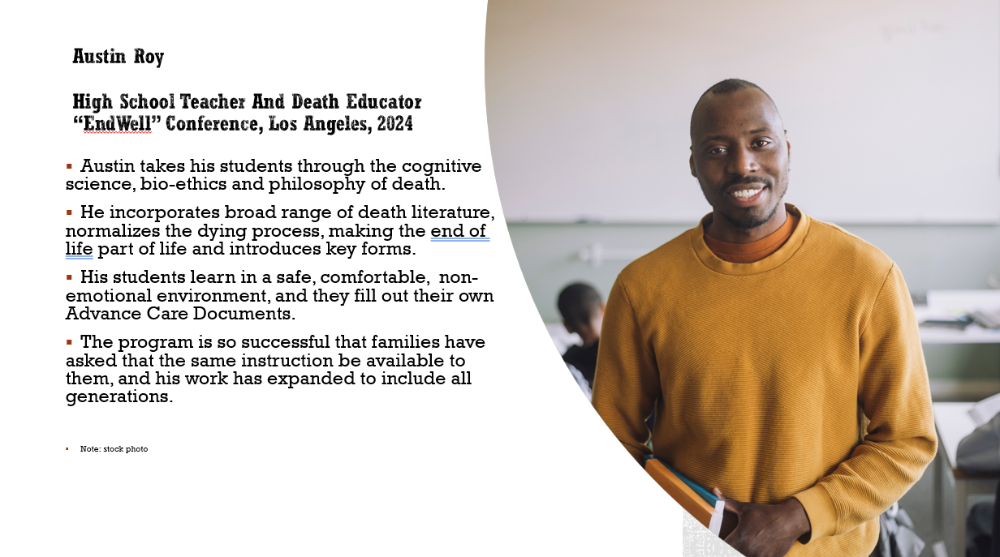 Austin Roy
High School Teacher And Death Educator
“EndWell” Conference, Los Angeles, 2024
▪ Austin takes his students through the cognitive
science, bio-ethics and philosophy of death.
▪ He incorporates broad range of death literature,
normalizes the dying process, making the end of
life part of life and introduces key forms.
▪ His students learn in a safe, comfortable,  non-
emotional environment, and they fill out their own
Advance Care Documents.
▪ The program is so successful that families have
asked that the same instruction be available to
them, and his work has expanded to include all
generations.
▪ Note: stock photo